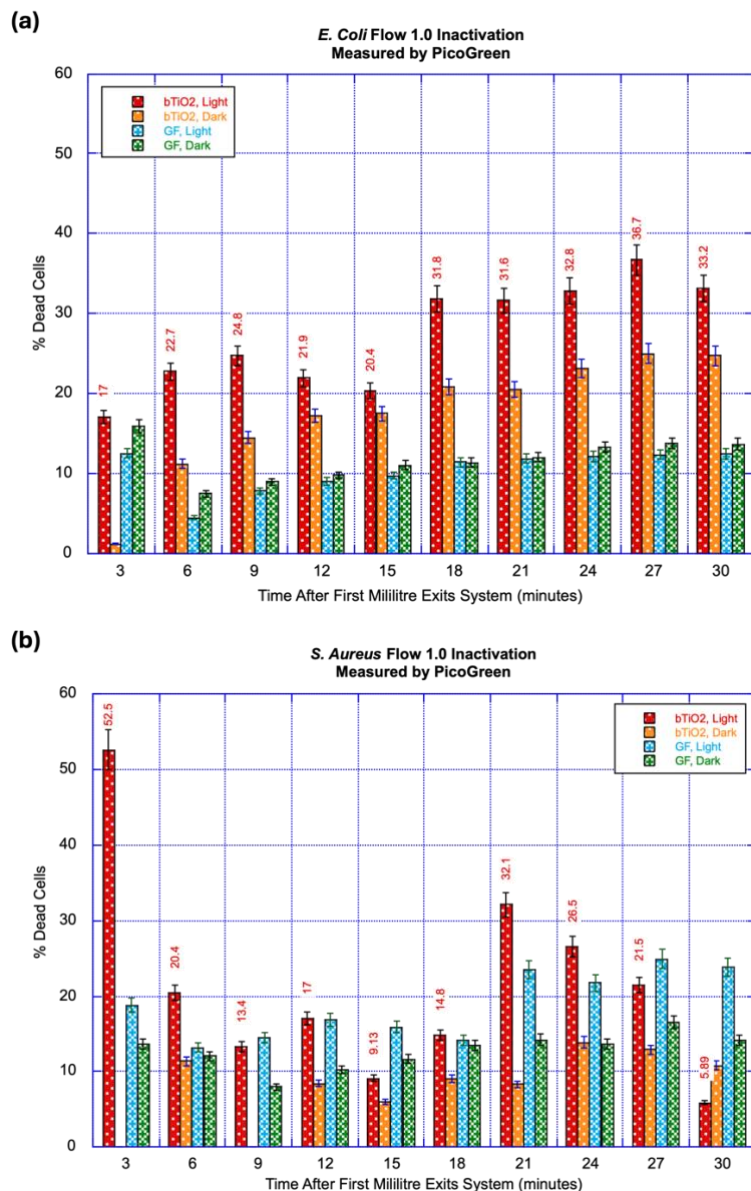 (a)
E. Coli Flow 1.0 Inactivation
Measured by PicoGreen
60
50
40
30
20
10
0
% Dead Cells
bTiO2, Light
bTiO2, Dark
GF, Light
GF, Dark
17
22.7
24.8
21.9
20.4
31.8
31.6
32.8
36.7
33.2
3 6 9 12 15 18 21 24 27 30
Time After First Mililitre Exits System (minutes)
(b)
S. Aureus Flow 1.0 Inactivation
Measured by PicoGreen
60
50
40
30
20
10
0
% Dead Cells
bTiO2, Light
bTiO2, Dark
GF, Light
GF, Dark
52.5
20.4
13.4
17
9.13
14.8
32.1
26.5
21.5
5.89
3 6 9 12 15 18 21 24 27 30
Time After First Mililitre Exits System (minutes)